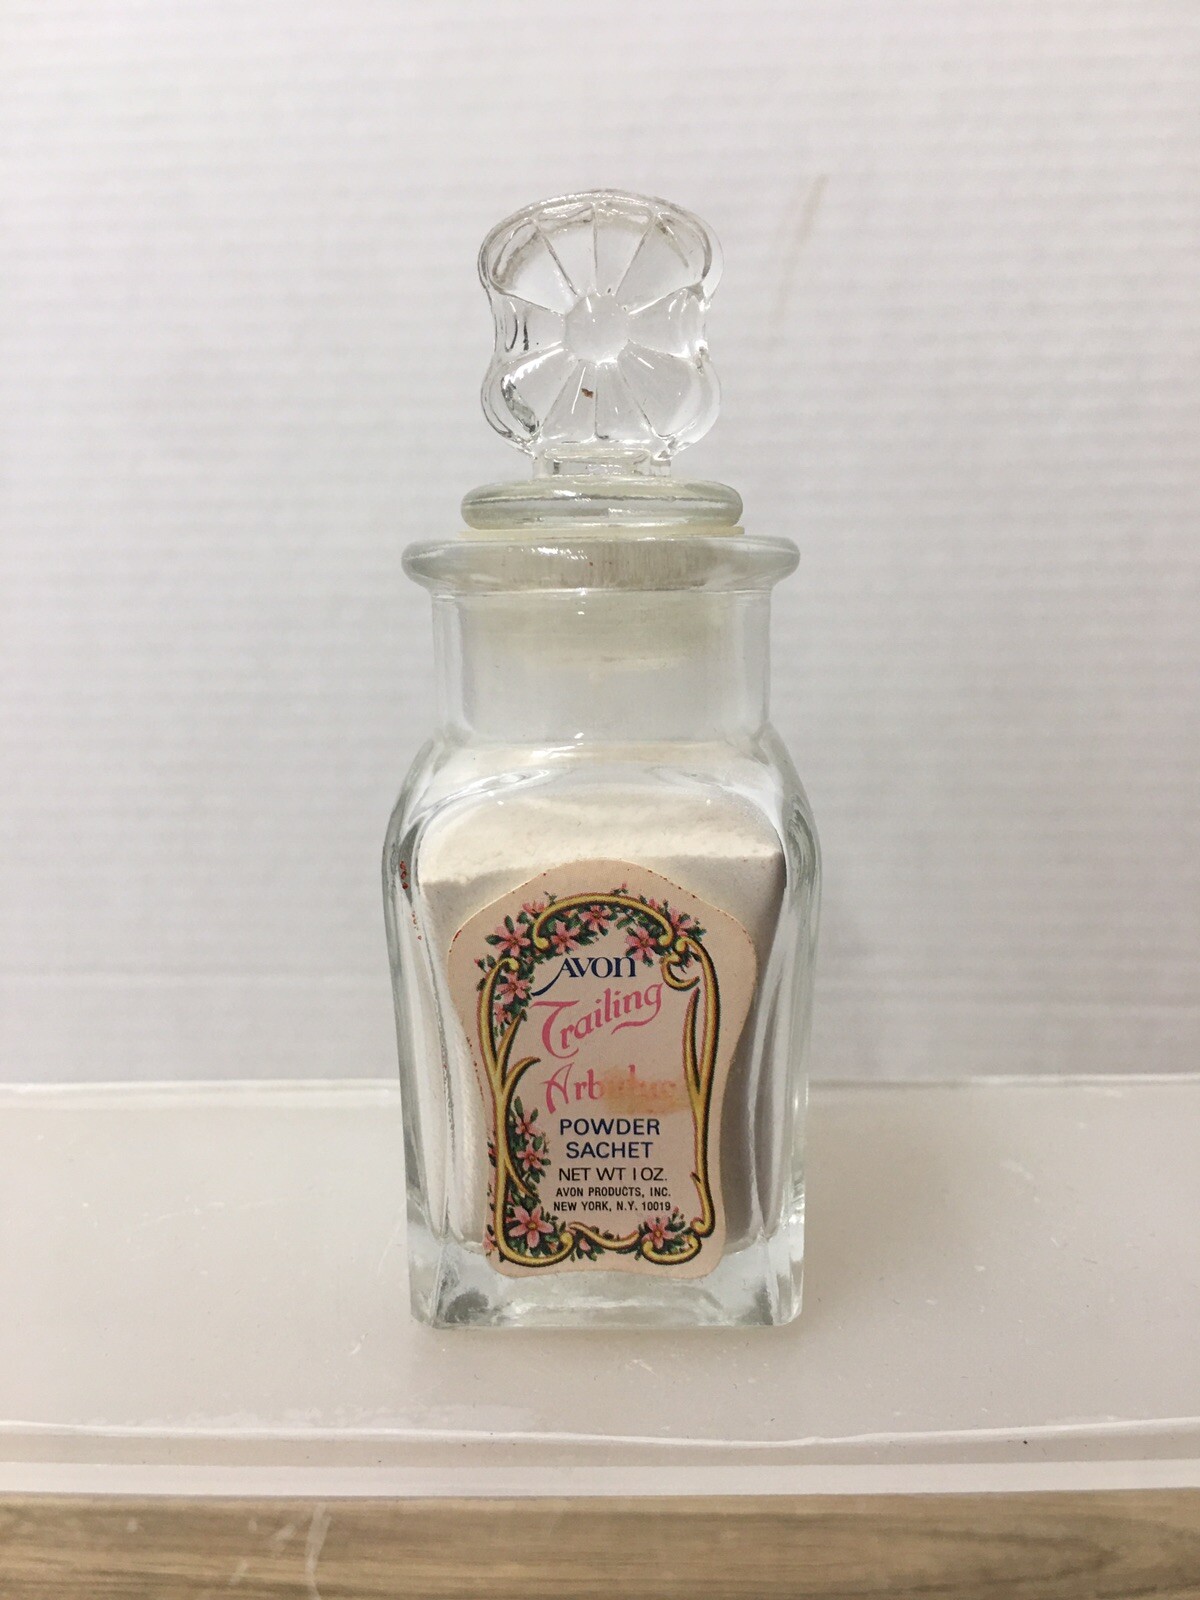 AVON
Trailing
POWDER
SACHET
NET WT 1 OZ.
AVON PRODUCTS, INC.
NEW YORK, N.Y. 10019